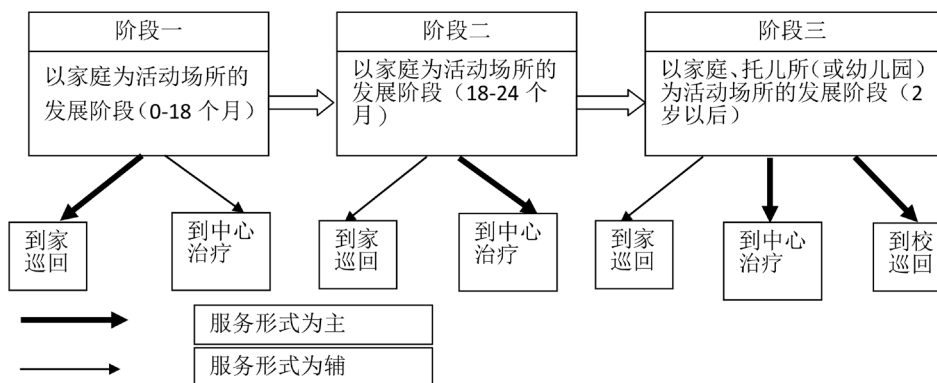 阶段一
以家庭为活动场所的
发展阶段(0-18 个月)
阶段二
以家庭为活动场所的
发展阶段（18-24 个
月）
阶段三
以家庭、托儿所(或幼儿园)
为活动场所的发展阶段（2
岁以后）
到家
巡回
到中心
治疗
到家
巡回
到中心
治疗
到家
巡回
到中心
治疗
到校
巡回
服务形式为主
服务形式为辅